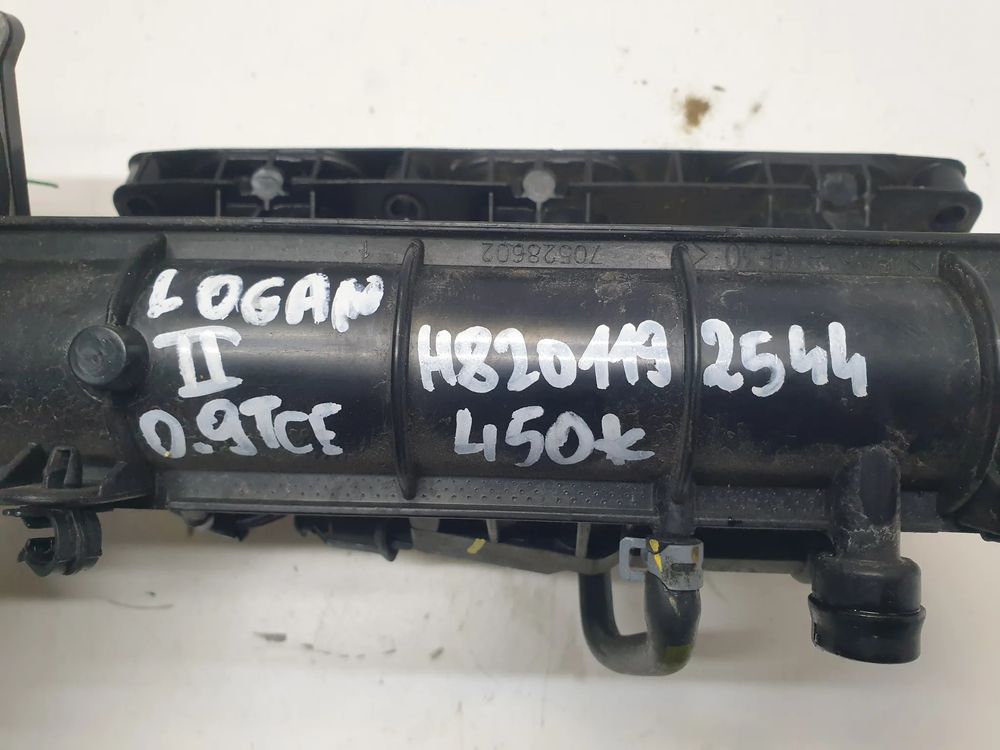 70528602
LOGAN
II
0.9TCE
H8201192544
450k